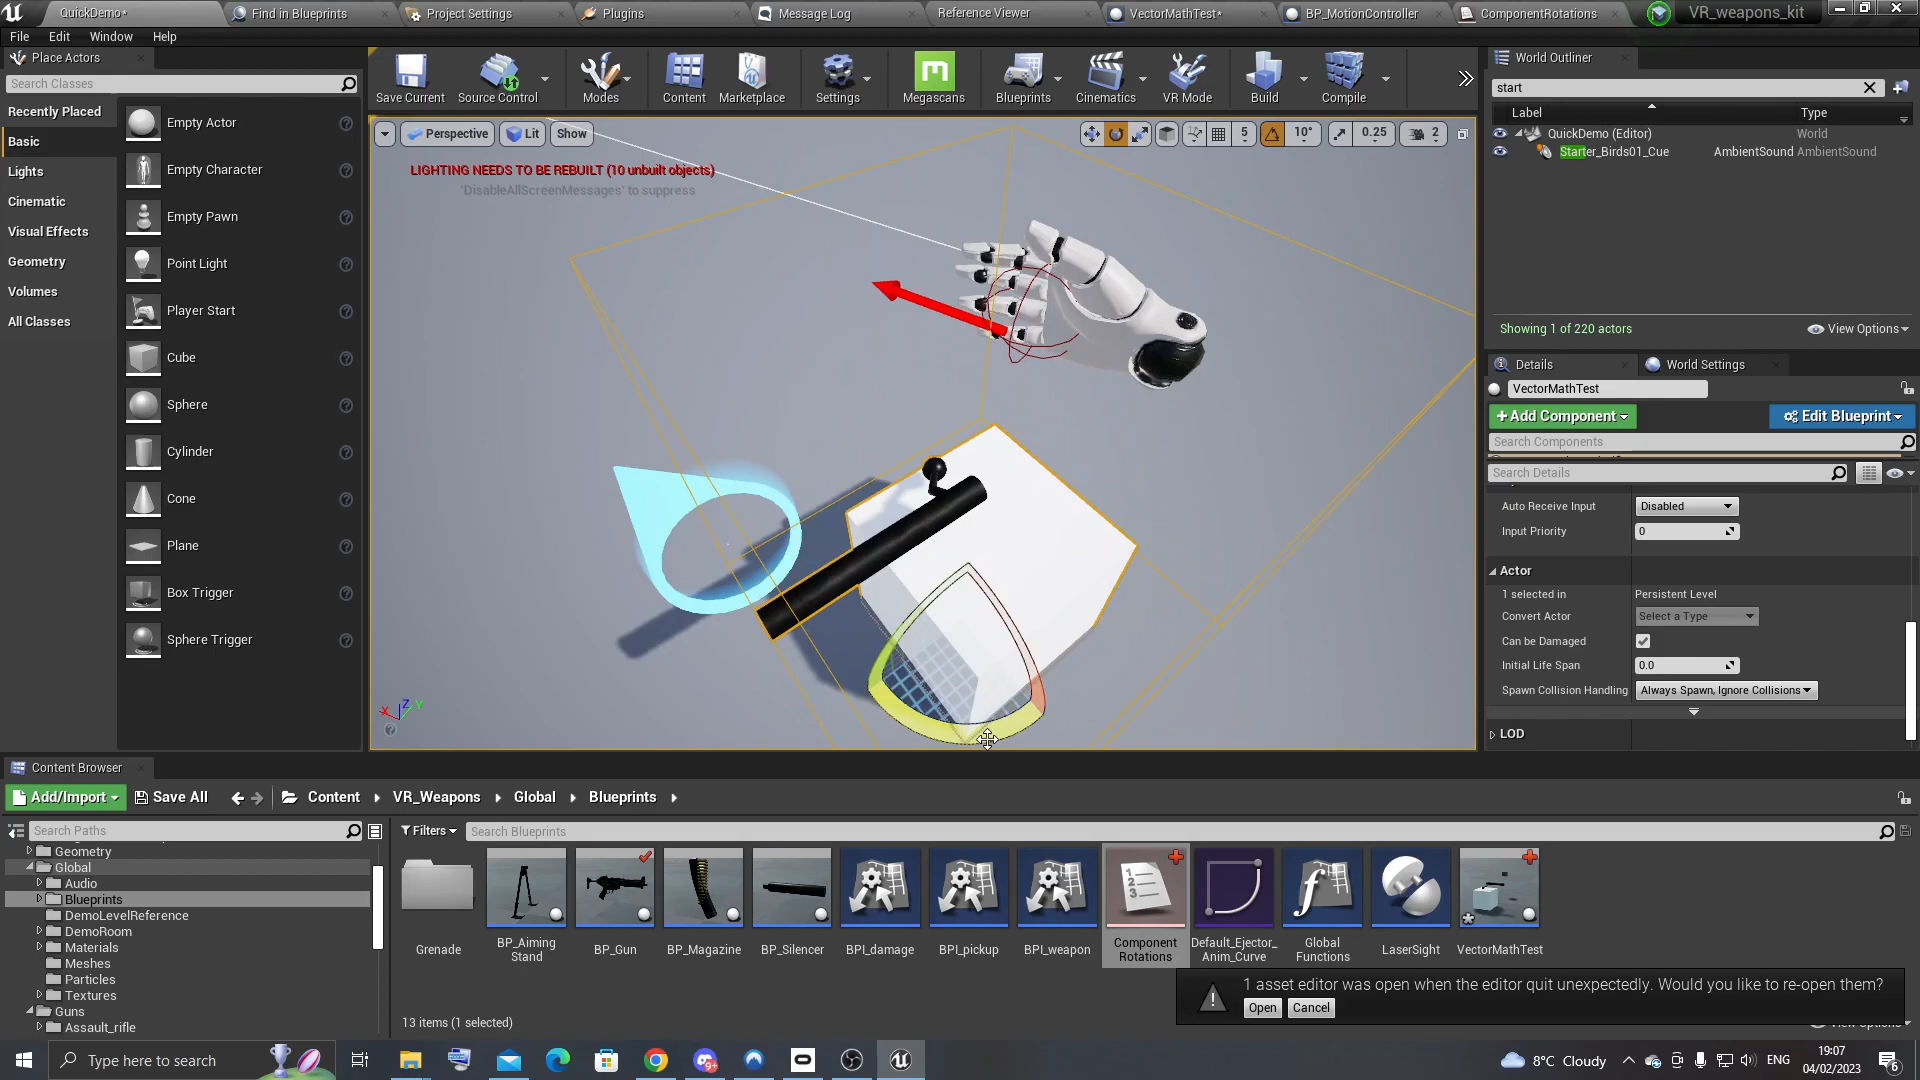 QuickDemo*
Find in Blueprints
Project Settings
Plugins
Message Log
Reference Viewer
VectorMathTest*
BP_MotionController
ComponentRotations
VR_weapons_kit
File
Edit
Window
Help
Place Actors
Search Classes
Recently Placed
Basic
Lights
Cinematic
Visual Effects
Geometry
Volumes
All Classes
Empty Actor
Empty Character
Empty Pawn
Point Light
Player Start
Cube
Sphere
Cylinder
Cone
Plane
Box Trigger
Sphere Trigger
Save Current
Source Control
Modes
Content
Marketplace
Settings
Megascans
Blueprints
Cinematics
VR Mode
Build
Compile
Perspective
Lit
Show
5
10°
0.25
2
LIGHTING NEEDS TO BE REBUILT (10 unbuilt objects)
'DisableAllScreenMessages' to suppress
X
Z
Y
World Outliner
start
Label
Type
QuickDemo (Editor)
World
Starter_Birds01_Cue
AmbientSound AmbientSound
Showing 1 of 220 actors
View Options
Details
World Settings
VectorMathTest
+Add Component
Edit Blueprint
Search Components
Search Details
Auto Receive Input
Disabled
Input Priority
0
Actor
1 selected in
Persistent Level
Convert Actor
Select a Type
Can be Damaged
Initial Life Span
0.0
Spawn Collision Handling
Always Spawn, Ignore Collisions
LOD
Content Browser
Add/Import
Save All
Content
VR_Weapons
Global
Blueprints
Search Paths
Filters
Search Blueprints
Geometry
Global
Audio
Blueprints
DemoLevelReference
DemoRoom
Materials
Meshes
Particles
Textures
Guns
Assault_rifle
Grenade
BP_Aiming
Stand
BP_Gun
BP_Magazine
BP_Silencer
BPI_damage
BPI_pickup
BPI_weapon
Component
Rotations
Default_Ejector_
Anim_Curve
Global
Functions
LaserSight
VectorMathTest
1 asset editor was open when the editor quit unexpectedly. Would you like to re-open them?
Open
Cancel
13 items (1 selected)
Type here to search
9+
8°C Cloudy
ENG
19:07
04/02/2023
6